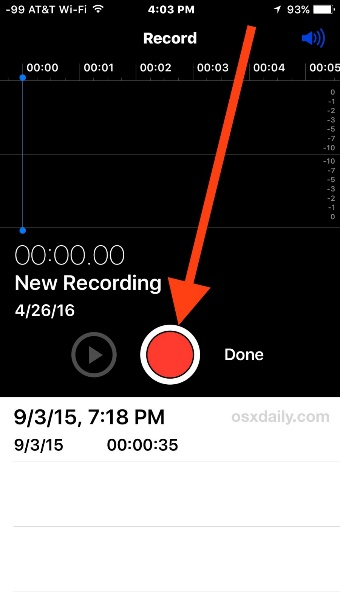 -99 AT&T Wi-Fi 4:03 PM 93%
Record
00:00 00:01 00:02 00:03 00:04 00:05
0
-1
-2
-3
-5
-7
-10
-10
-7
-5
-3
-2
-1
0
00:00.00
New Recording
4/26/16
Done
9/3/15, 7:18 PM osxdaily.com
9/3/15 00:00:35